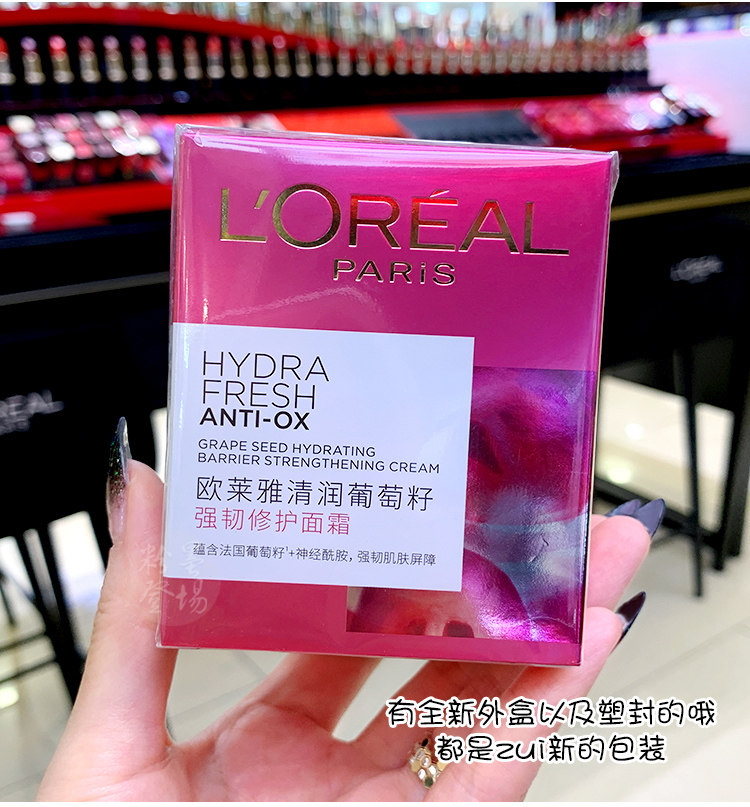 L'ORÉAL
PARiS
HYDRA
FRESH
ANTI-OX
GRAPE SEED HYDRATING
BARRIER STRENGTHENING CREAM
欧莱雅清润葡萄籽
强韧修护面霜
蕴含法国葡萄籽¹+神经酰胺，强韧肌肤屏障
登場
有全新外盒以及塑封的哦
都是zui新的包装